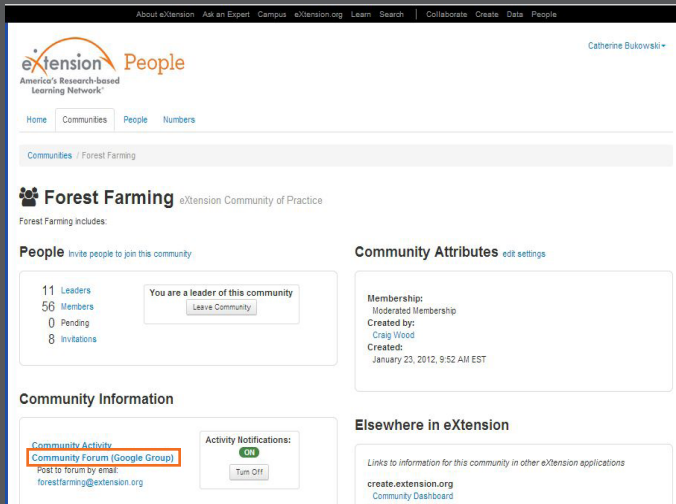 About eXtension Ask an Expert Campus eXtension.org Learn Search | Collaborate Create Data People
Catherine Bukowski
eXtension People
America's Research-based
Learning Network™
Home Communities People Numbers
Communities / Forest Farming
Forest Farming eXtension Community of Practice
Forest Farming includes:
People Invite people to join this community
11 Leaders
56 Members
0 Pending
8 Invitations
You are a leader of this community
Leave Community
Community Attributes edit settings
Membership:
Moderated Membership
Created by:
Craig Wood
Created:
January 23, 2012, 9:52 AM EST
Community Information
Community Activity
Community Forum (Google Group)
Post to forum by email:
forestfarming@extension.org
Activity Notifications:
ON
Turn Off
Elsewhere in eXtension
Links to information for this community in other eXtension applications
create.extension.org
Community Dashboard